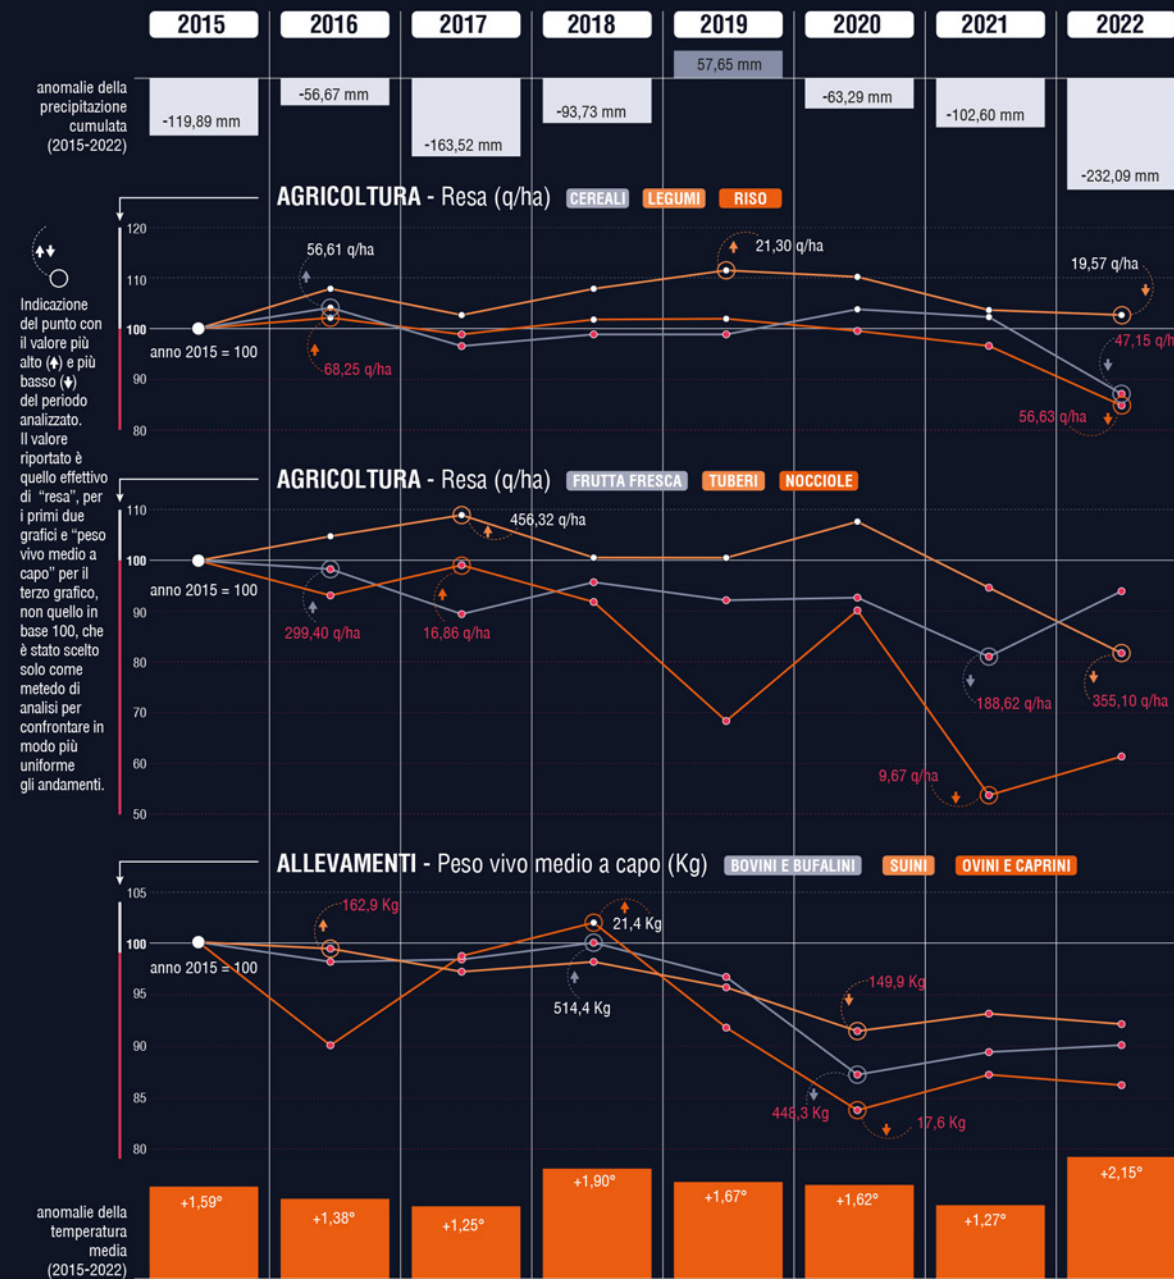 2015 2016 2017 2018 2019 2020 2021 2022
anomalie della
precipitazione
cumulata
(2015-2022)
-119,89 mm
-56,67 mm
-163,52 mm
-93,73 mm
57,65 mm
-63,29 mm
-102,60 mm
-232,09 mm
AGRICOLTURA - Resa (q/ha) CEREALI LEGUMI RISO
Indicazione
del punto con
il valore più
alto (↑) e più
basso (↓)
del periodo
analizzato.
Il valore
riportato è
quello effettivo
di "resa", per
i primi due
grafici e "peso
vivo medio a
capo" per il
terzo grafico,
non quello in
base 100, che
è stato scelto
solo come
metedo di
analisi per
confrontare in
modo più
uniforme
gli andamenti.
120
110
100
90
80
anno 2015 = 100
56,61 q/ha
68,25 q/ha
21,30 q/ha
19,57 q/ha
47,15 q/h
56,63 q/ha
AGRICOLTURA - Resa (q/ha) FRUTTA FRESCA TUBERI NOCCIOLE
110
100
90
80
70
60
50
anno 2015 = 100
299,40 q/ha
456,32 q/ha
16,86 q/ha
188,62 q/ha
355,10 q/ha
9,67 q/ha
ALLEVAMENTI - Peso vivo medio a capo (Kg) BOVINI E BUFALINI SUINI OVINI E CAPRINI
105
100
95
90
85
80
anno 2015 = 100
162,9 Kg
21,4 Kg
514,4 Kg
149,9 Kg
448,3 Kg
17,6 Kg
anomalie della
temperatura
media
(2015-2022)
+1,59°
+1,38°
+1,25°
+1,90°
+1,67°
+1,62°
+1,27°
+2,15°